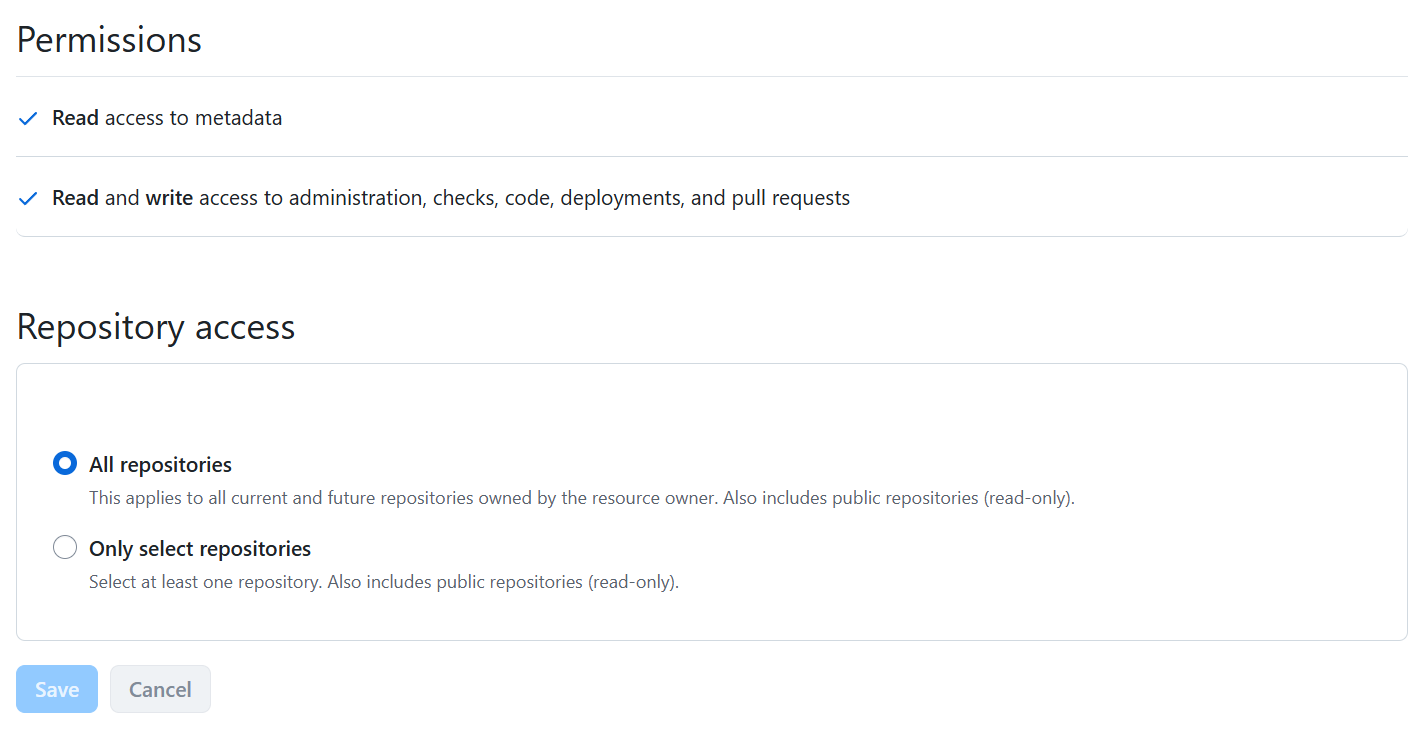 Permissions
Read access to metadata
Read and write access to administration, checks, code, deployments, and pull requests
Repository access
All repositories
This applies to all current and future repositories owned by the resource owner. Also includes public repositories (read-only).
Only select repositories
Select at least one repository. Also includes public repositories (read-only).
Save Cancel